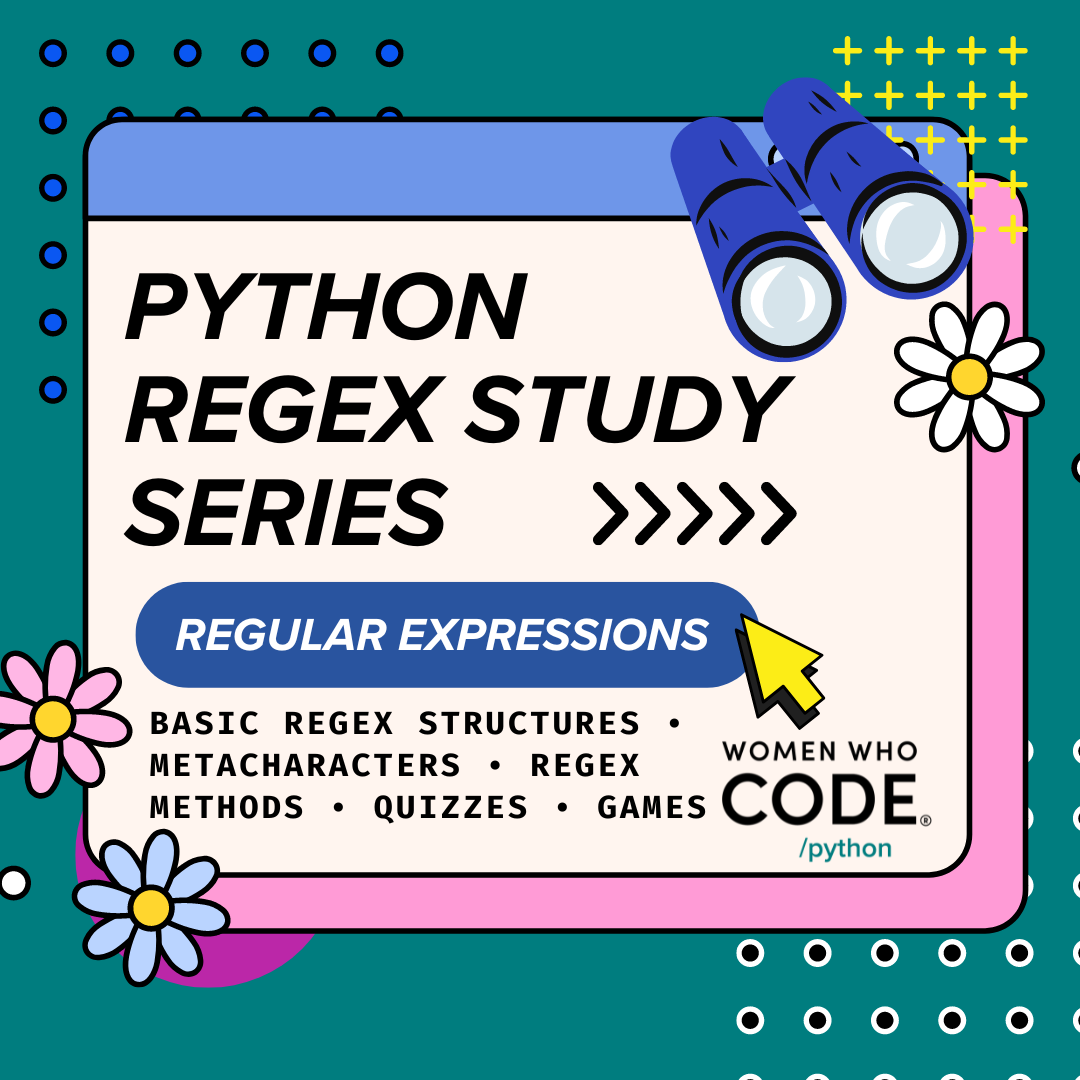 PYTHON
REGEX STUDY
SERIES
REGULAR EXPRESSIONS
BASIC REGEX STRUCTURES •
METACHARACTERS • REGEX
METHODS • QUIZZES • GAMES
WOMEN WHO
CODE®
/python